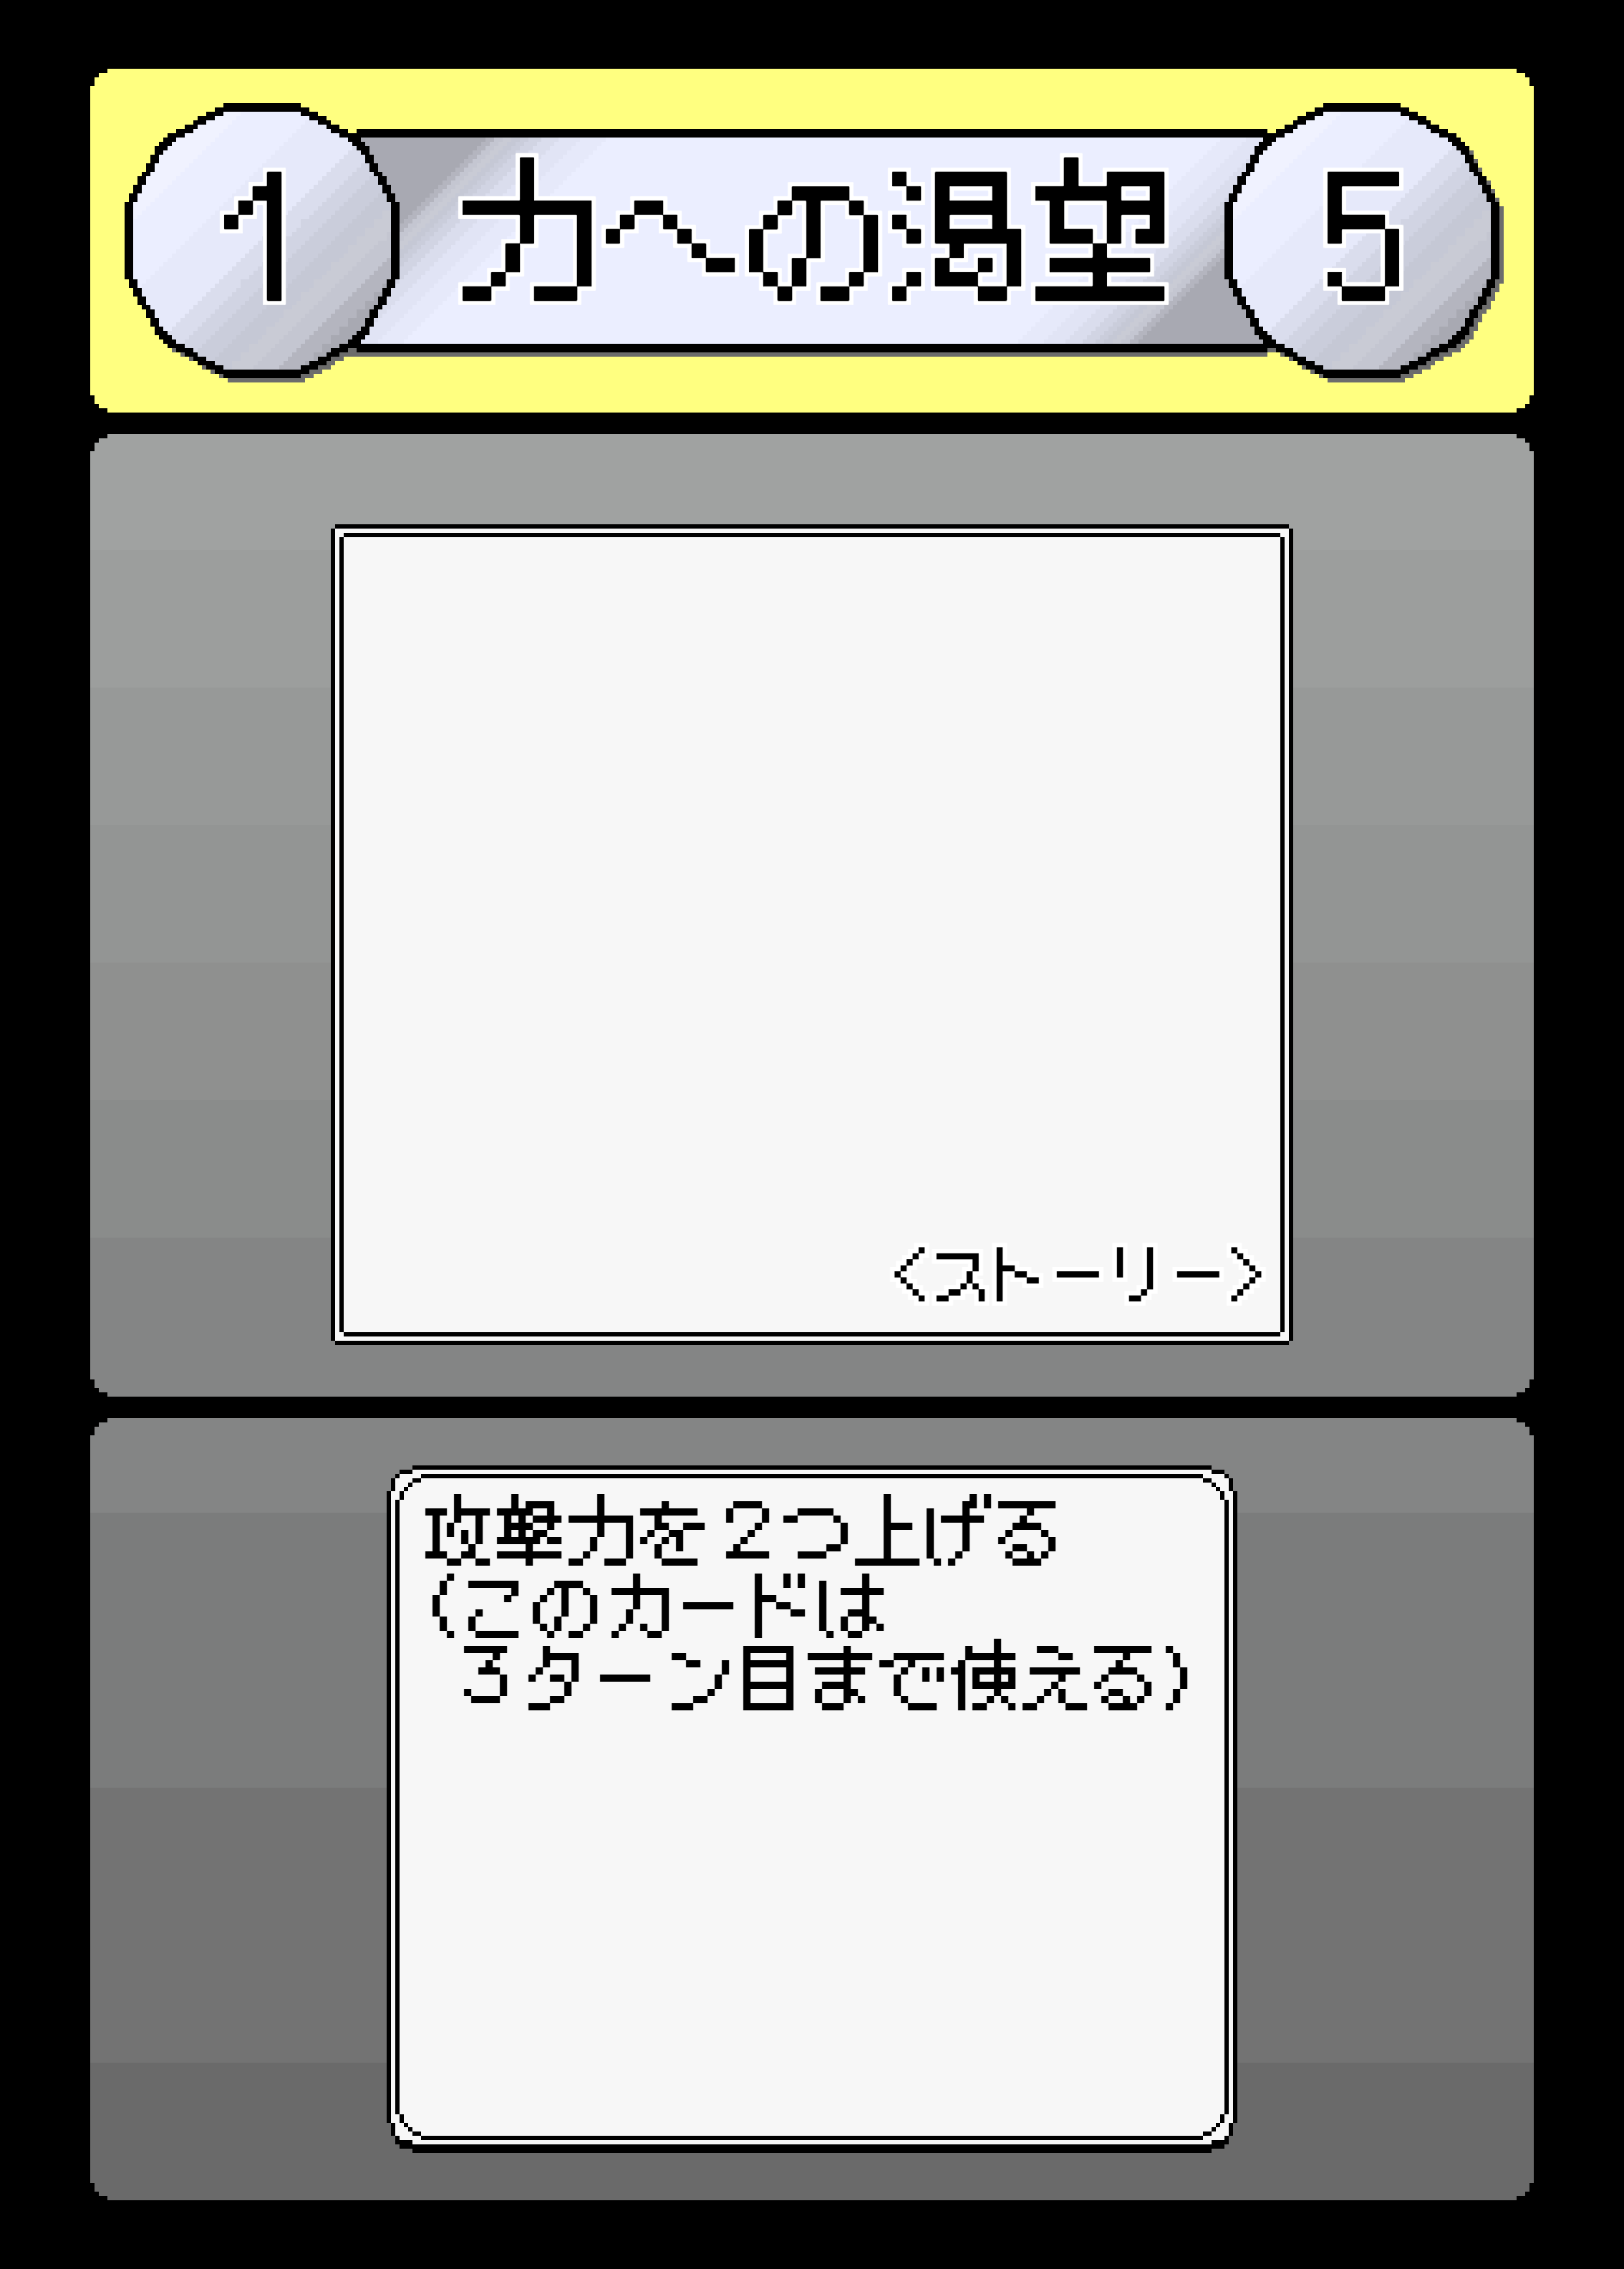 1 力への渇望 5
<ストーリー>
攻撃力を2つ上げる
(このカードは
3ターン目まで使える)